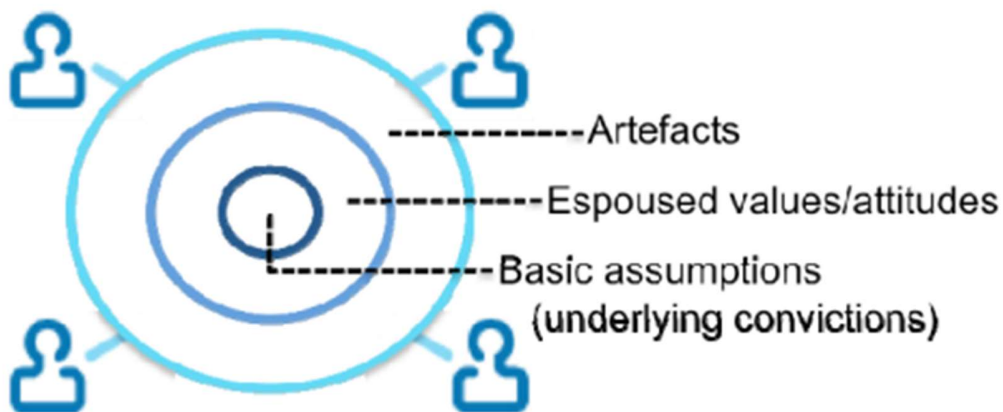 Artefacts
Espoused values/attitudes
Basic assumptions
(underlying convictions)